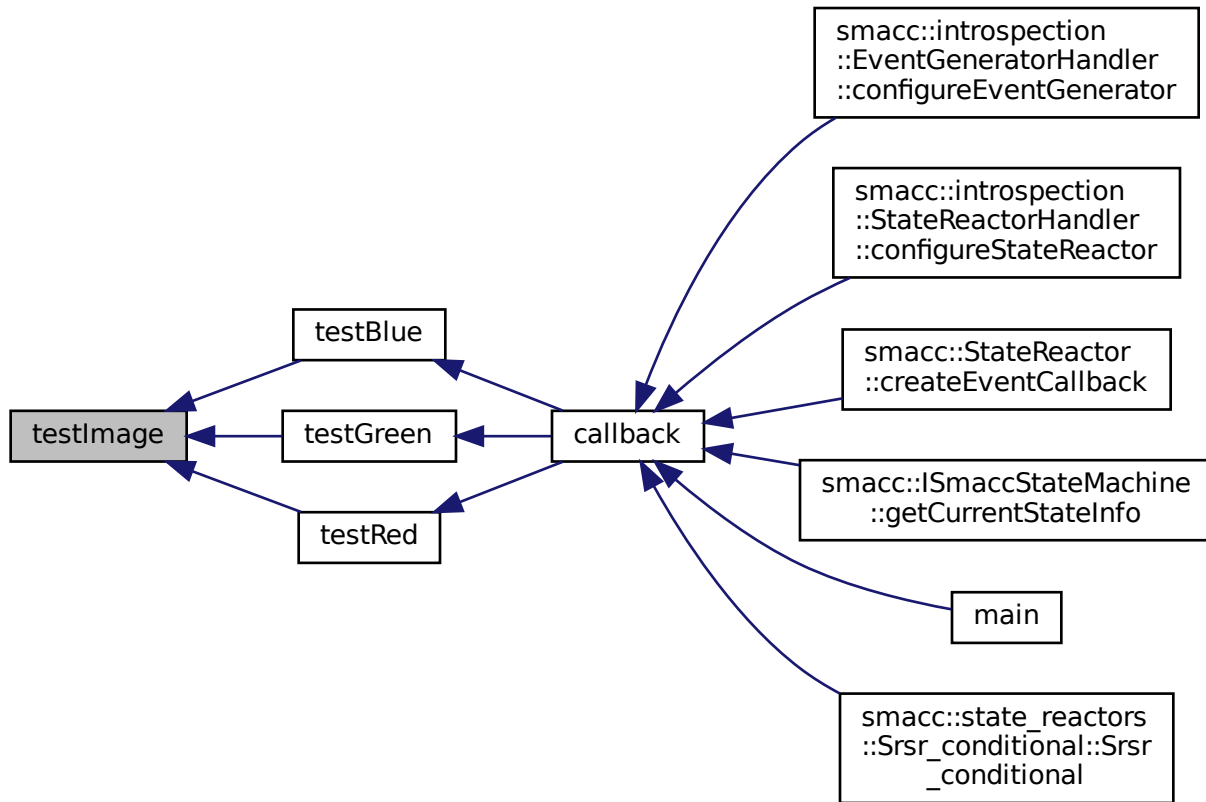 smacc::introspection
::EventGeneratorHandler
::configureEventGenerator
smacc::introspection
::StateReactorHandler
::configureStateReactor
testBlue
smacc::StateReactor
::createEventCallback
testImage
testGreen
callback
smacc::ISmaccStateMachine
::getCurrentStateInfo
testRed
main
smacc::state_reactors
::Srsr_conditional::Srsr
_conditional